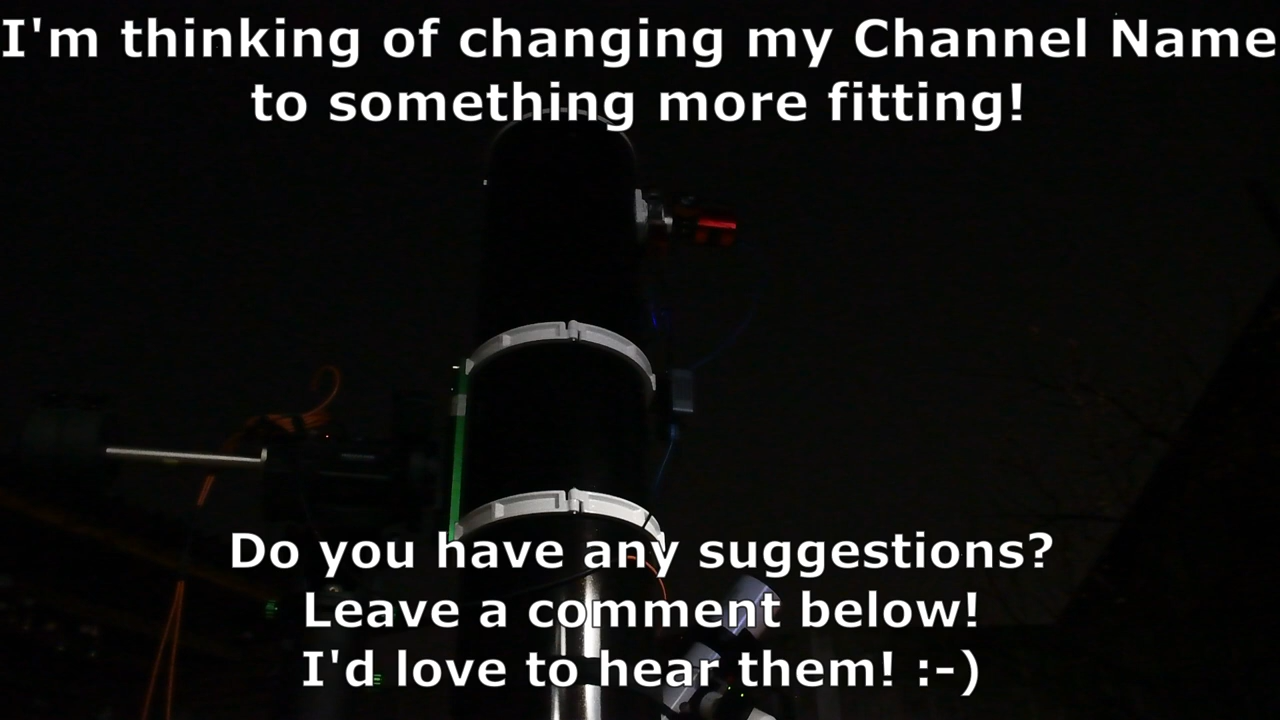 I'm thinking of changing my Channel Name
to something more fitting!
Do you have any suggestions?
Leave a comment below!
I'd love to hear them! :-)